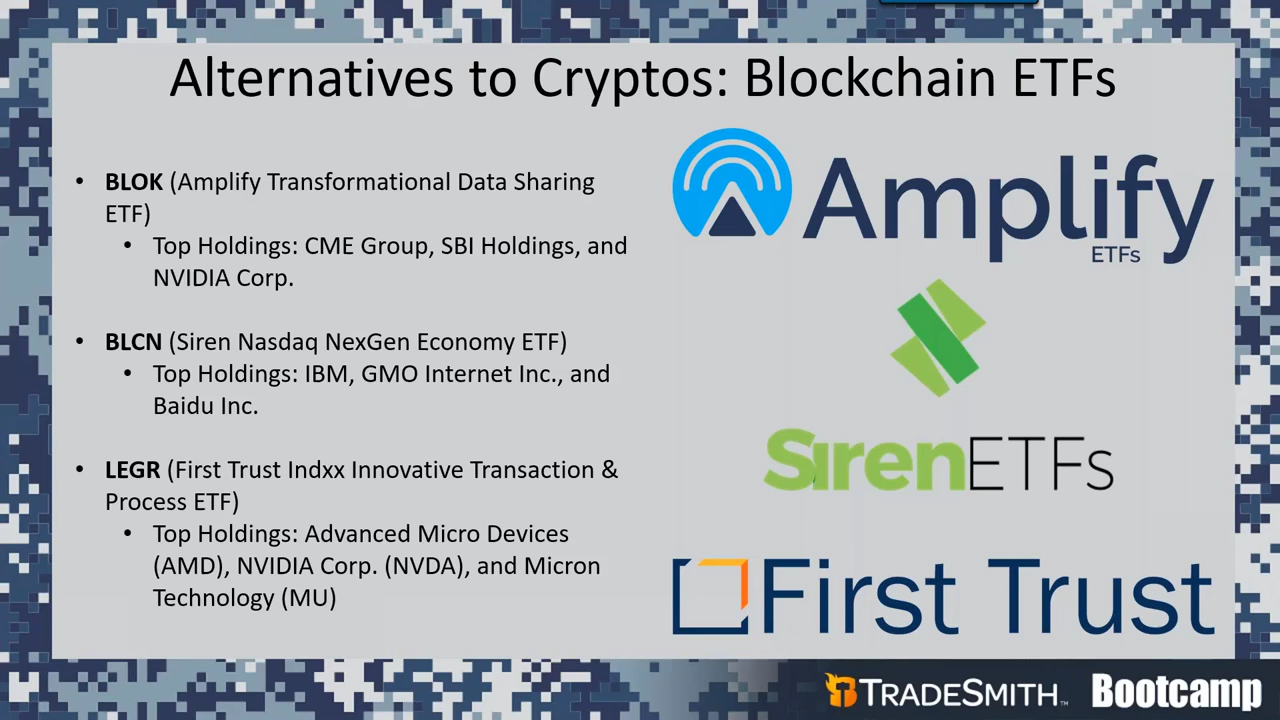 Alternatives to Cryptos: Blockchain ETFs
• BLOK (Amplify Transformational Data Sharing
ETF)
• Top Holdings: CME Group, SBI Holdings, and
NVIDIA Corp.
• BLCN (Siren Nasdaq NexGen Economy ETF)
• Top Holdings: IBM, GMO Internet Inc., and
Baidu Inc.
• LEGR (First Trust Indxx Innovative Transaction &
Process ETF)
• Top Holdings: Advanced Micro Devices
(AMD), NVIDIA Corp. (NVDA), and Micron
Technology (MU)
Amplify
ETFs
SirenETFs
First Trust
TRADESMITH™ Bootcamp